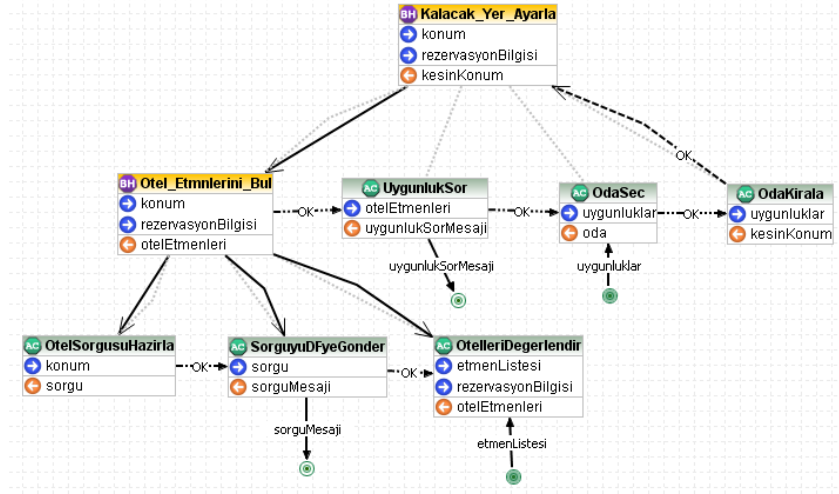 BH Kalacak_Yer_Ayarla
konum
rezervasyonBilgisi
kesinKonum
OK
BH Otel_Etmnlerini_Bul
konum
rezervasyonBilgisi
otelEtmenleri
OK
AC UygunlukSor
otelEtmenleri
uygunlukSorMesaji
OK
AC OdaSec
uygunluklar
oda
OK
AC OdaKirala
uygunluklar
kesinKonum
uygunlukSorMesaji
uygunluklar
AC OtelSorgusuHazirla
konum
sorgu
OK
AC SorguyuDFyeGonder
sorgu
sorguMesaji
OK
AC OtelleriDegerlendir
etmenListesi
rezervasyonBilgisi
otelEtmenleri
sorguMesaji
etmenListesi